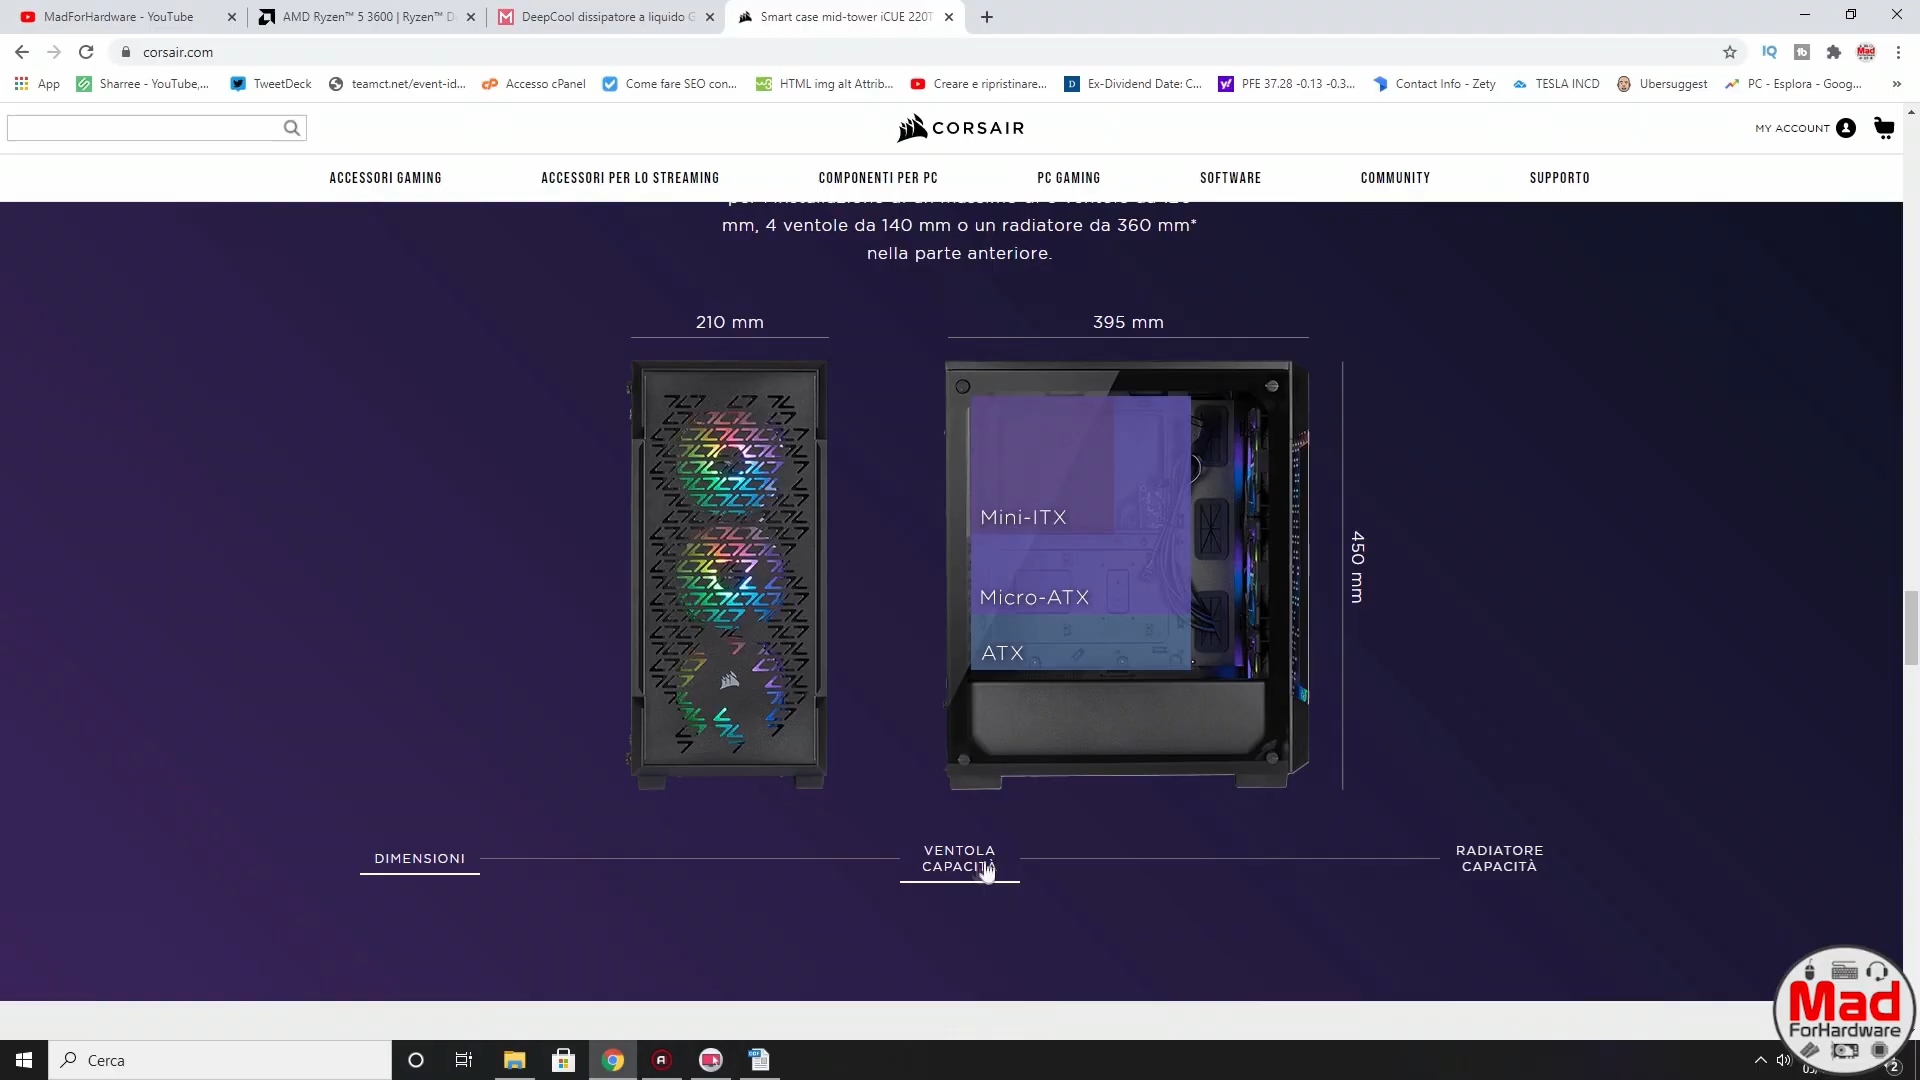 MadForHardware - YouTube
AMD Ryzen™ 5 3600 | Ryzen™ D
DeepCool dissipatore a liquido G
Smart case mid-tower iCUE 220T
corsair.com
App
Sharree - YouTube,...
TweetDeck
teamct.net/event-id...
Accesso cPanel
Come fare SEO con...
HTML img alt Attrib...
Creare e ripristinare...
Ex-Dividend Date: C...
PFE 37.28 -0.13 -0.3...
Contact Info - Zety
TESLA INCD
Ubersuggest
PC - Esplora - Goog...
CORSAIR
MY ACCOUNT
ACCESSORI GAMING
ACCESSORI PER LO STREAMING
COMPONENTI PER PC
PC GAMING
SOFTWARE
COMMUNITY
SUPPORTO
mm, 4 ventole da 140 mm o un radiatore da 360 mm*
nella parte anteriore.
210 mm
395 mm
Mini-ITX
Micro-ATX
ATX
450 mm
DIMENSIONI
VENTOLA
CAPACITÀ
RADIATORE
CAPACITÀ
Mad
ForHardware
Cerca
2